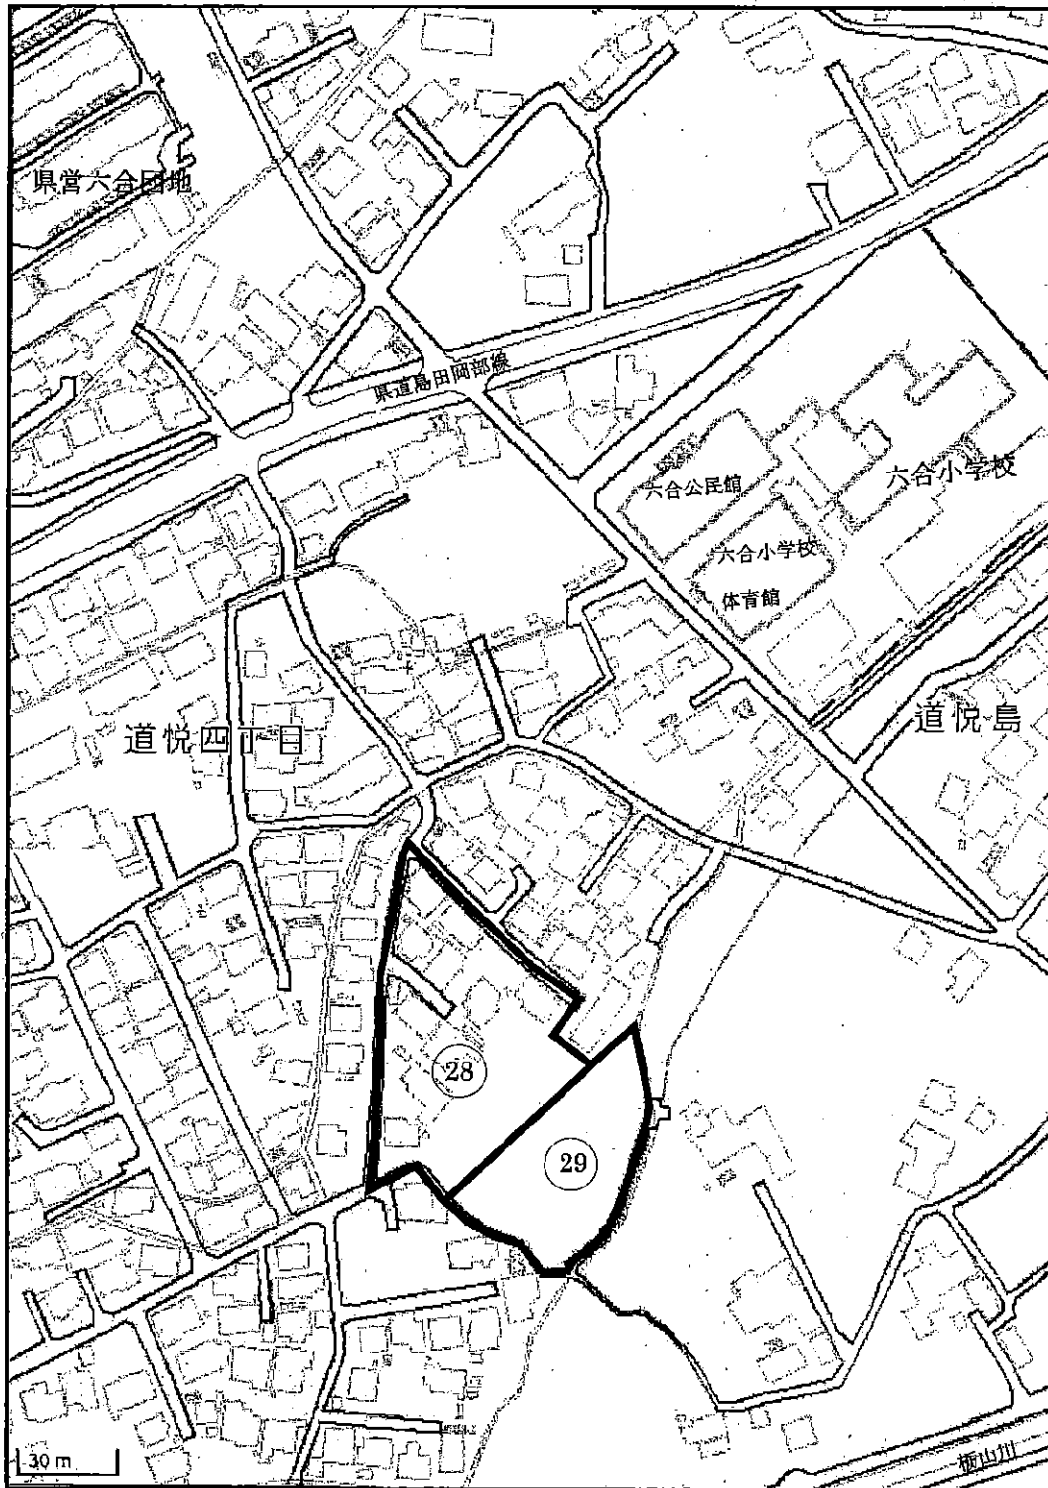 県営六合団地
県道島田岡部線
六合公民館
六合小学校
六合小学校
体育館
道悦四丁目
道悦島
28
29
30 m
栃山川